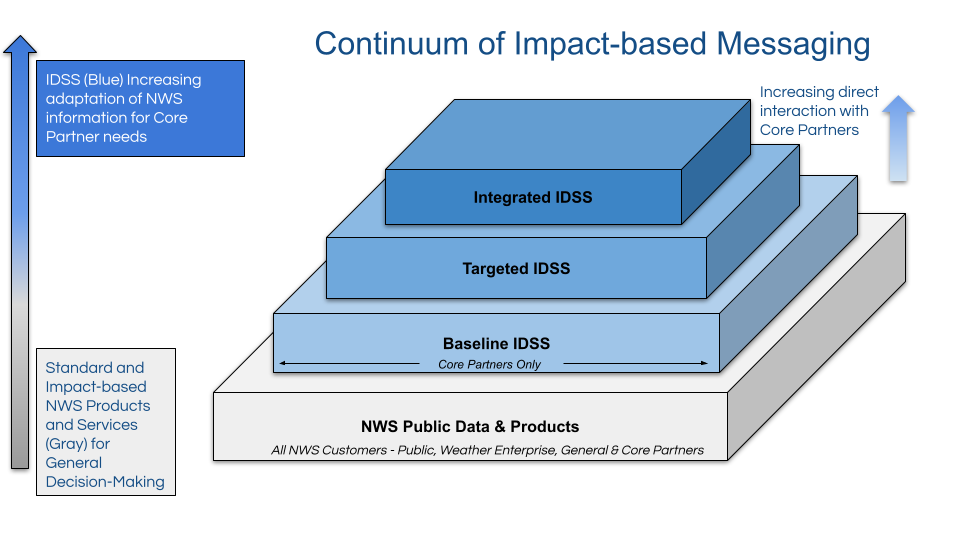 Continuum of Impact-based Messaging
IDSS (Blue) Increasing
adaptation of NWS
information for Core
Partner needs
Increasing direct
interaction with
Core Partners
Integrated IDSS
Targeted IDSS
Baseline IDSS
Core Partners Only
Standard and
Impact-based
NWS Products
and Services
(Gray) for
General
Decision-Making
NWS Public Data & Products
All NWS Customers - Public, Weather Enterprise, General & Core Partners